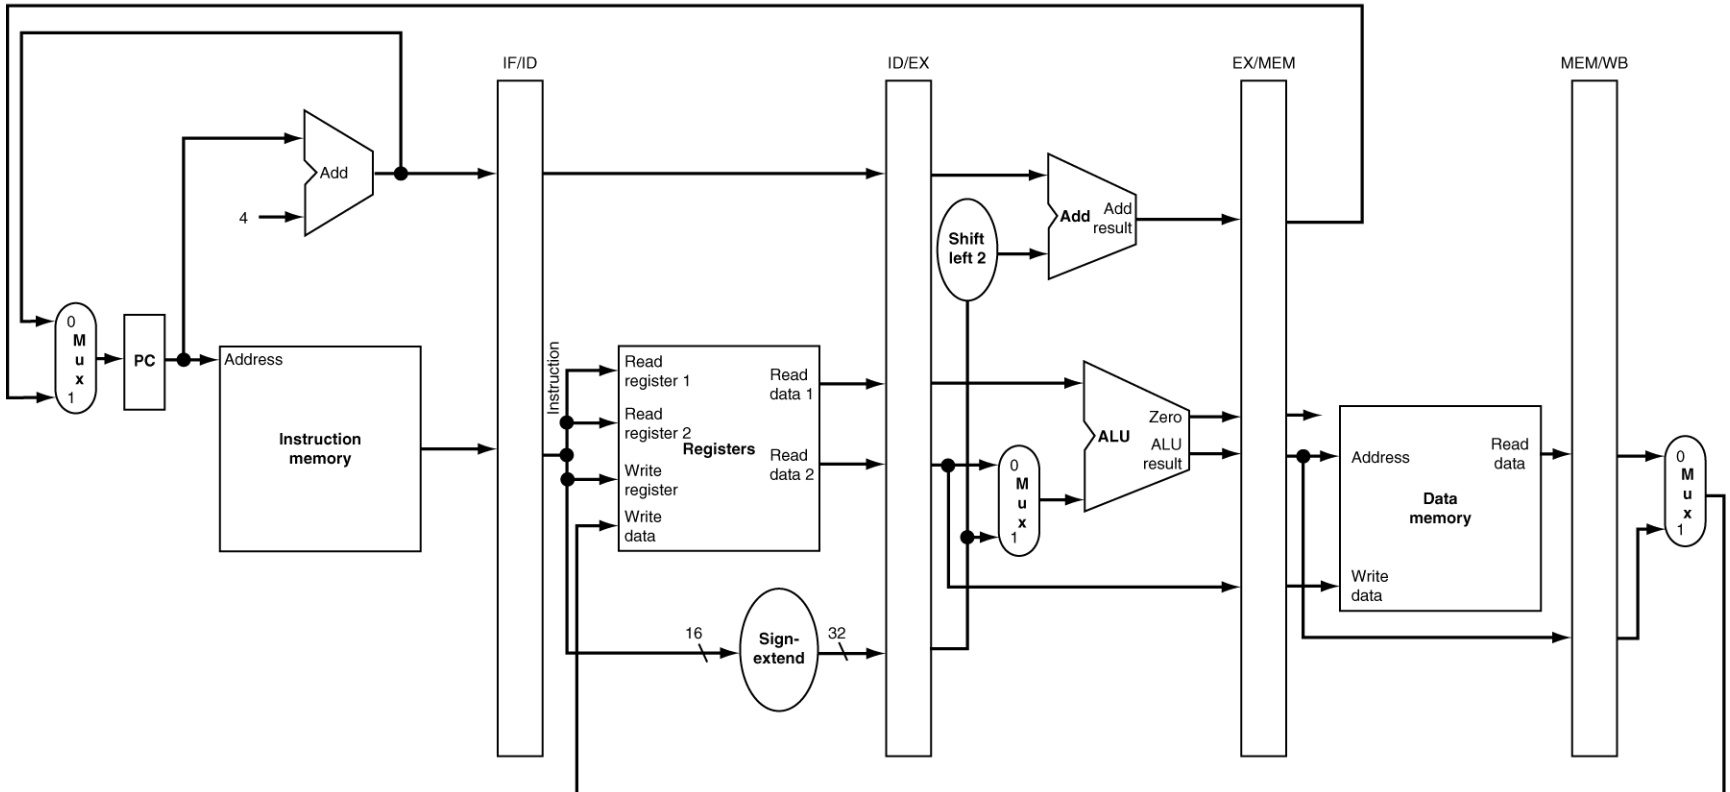 IF/ID
ID/EX
EX/MEM
MEM/WB
Add
4
Add
Add
result
Shift
left 2
0
M
u
x
1
PC
Address
Instruction
memory
Instruction
Read
register 1
Read
register 2
Write
register
Write
data
Registers
Read
data 1
Read
data 2
16
Sign-
extend
32
0
M
u
x
1
ALU
Zero
ALU
result
Address
Read
data
Data
memory
Write
data
0
M
u
x
1